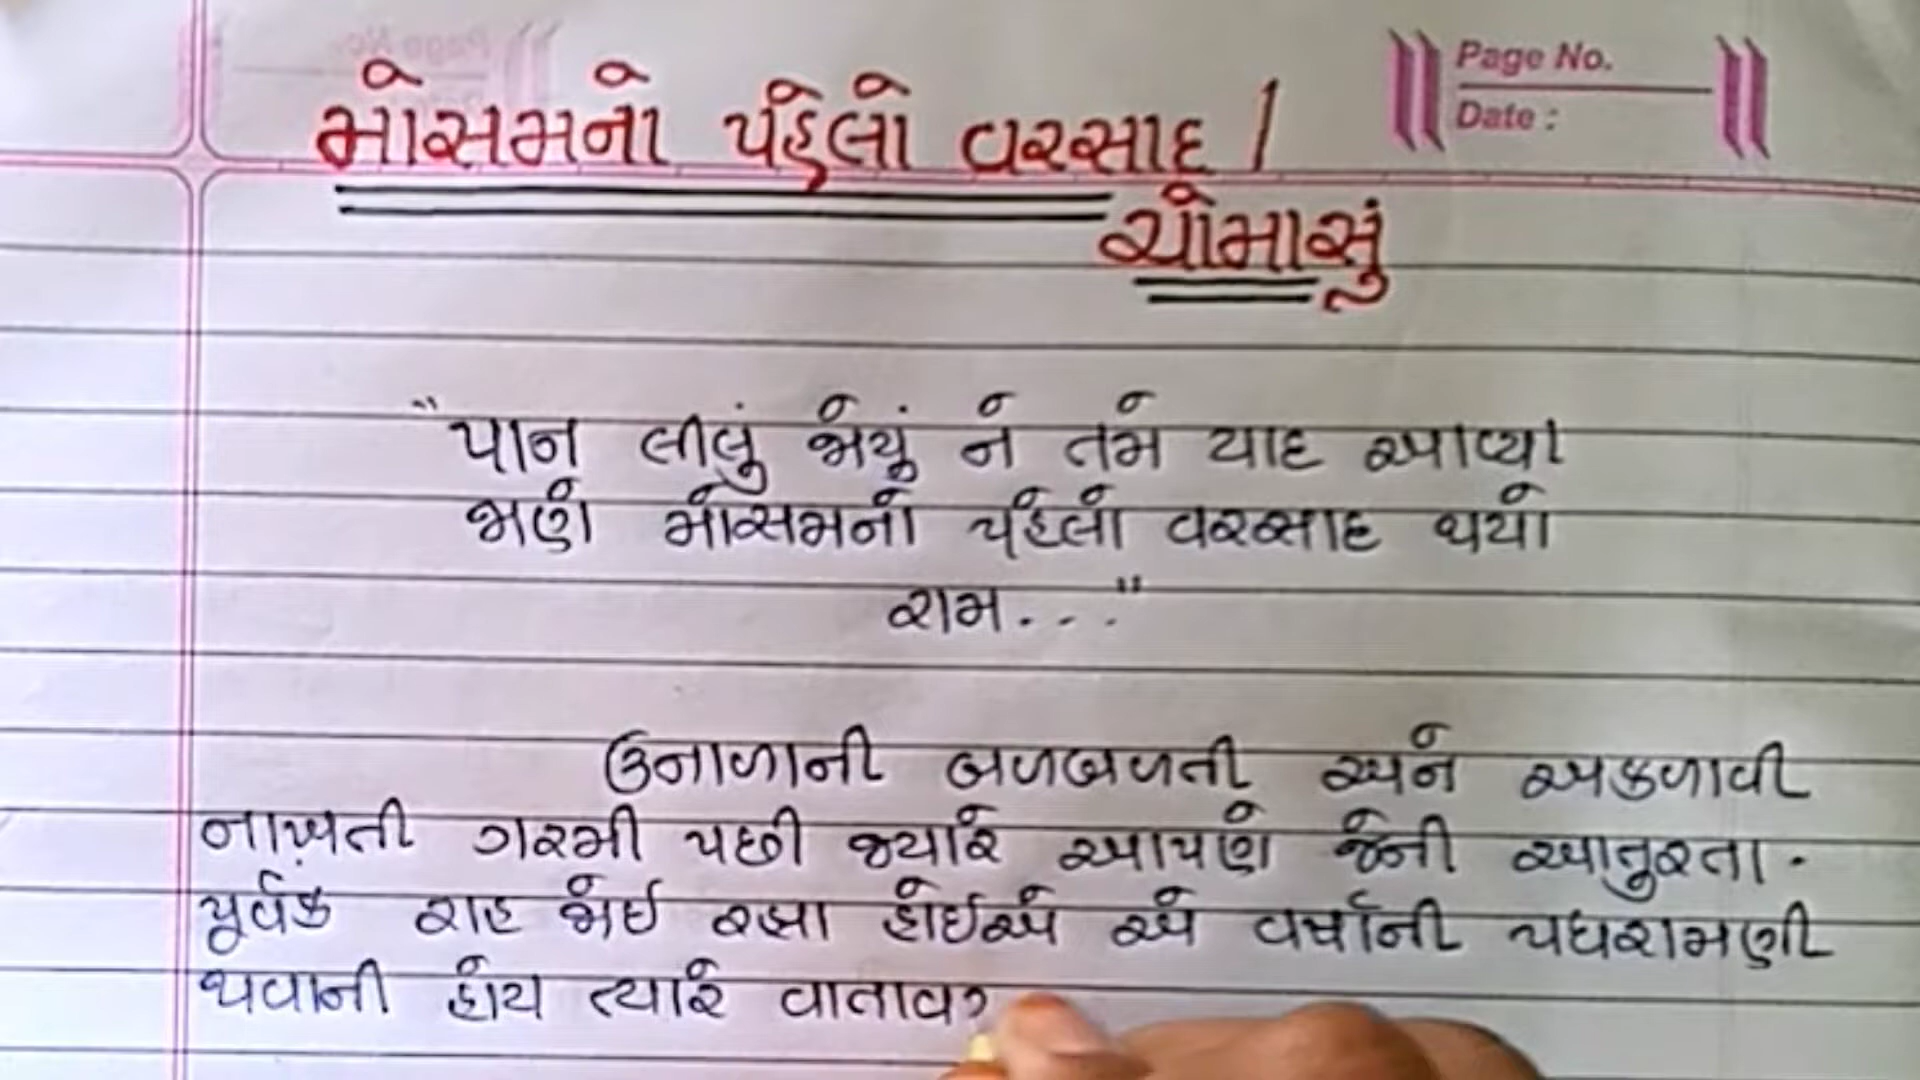 Page No.
Date :
મોસમનો પહેલો વરસાદ /
ચોમાસું
"પાન લીલું જોયું ને તમે યાદ આવ્યા
જાણે મોસમનો પહેલો વરસાદ થયો
રામ..."
ઉનાળાની બળબળતી અને અકળાવી
નાખતી ગરમી પછી જ્યારે આપણે જેની આતુરતા-
પૂર્વક રાહ જોઈ રહ્યા હોઈએ એ વર્ષાની પધરામણી
થવાની હોય ત્યારે વાતાવર